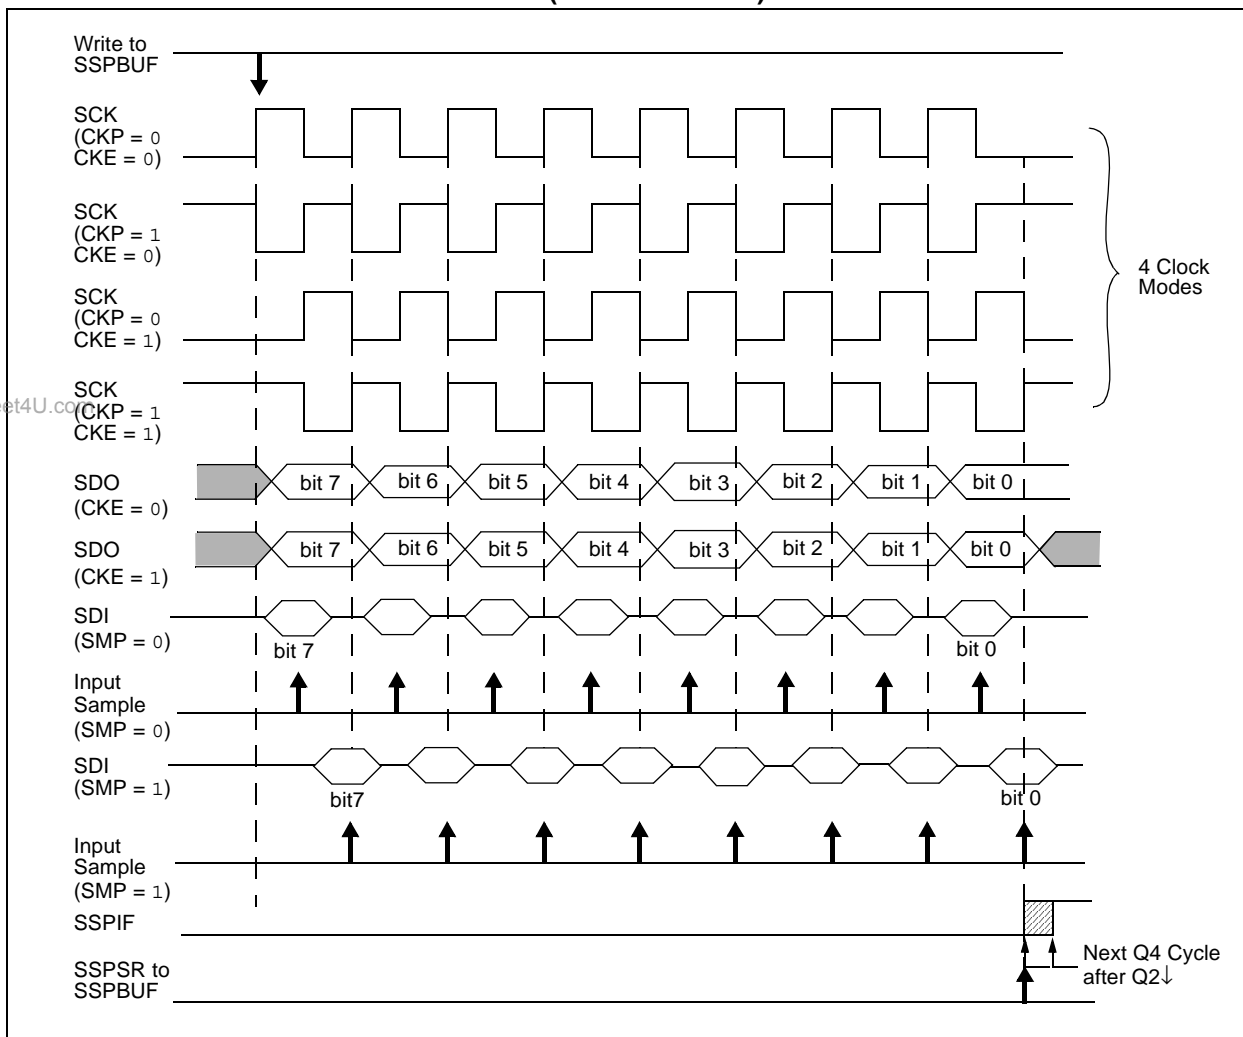 Write to
SSPBUF
SCK
(CKP = 0
CKE = 0)
SCK
(CKP = 1
CKE = 0)
SCK
(CKP = 0
CKE = 1)
SCK
(CKP = 1
CKE = 1)
4 Clock
Modes
et4U.com
SDO
(CKE = 0)
bit 7 bit 6 bit 5 bit 4 bit 3 bit 2 bit 1 bit 0
SDO
(CKE = 1)
bit 7 bit 6 bit 5 bit 4 bit 3 bit 2 bit 1 bit 0
SDI
(SMP = 0)
bit 7 bit 0
Input
Sample
(SMP = 0)
SDI
(SMP = 1)
bit7 bit 0
Input
Sample
(SMP = 1)
SSPIF
SSPSR to
SSPBUF
Next Q4 Cycle
after Q2↓